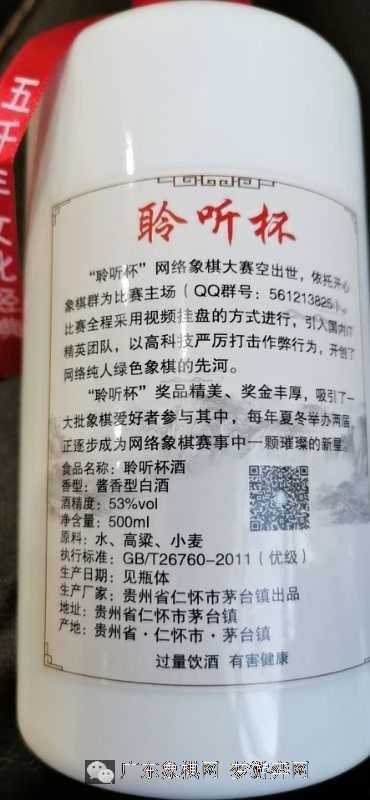 五千年文化
聆听杯
“聆听杯”网络象棋大赛空出世，依托开心
象棋群为比赛主场（QQ群号：561213825
比赛全程采用视频挂盘的方式进行，引入国内IT
精英团队，以高科技严厉打击作弊行为，开创了
网络纯人绿色象棋的先河。
“聆听杯”奖品精美、奖金丰厚，吸引了一
大批象棋爱好者参与其中，每年夏冬举办两届
正逐步成为网络象棋赛事中一颗璀璨的新星
食品名称：聆听杯酒
香型：酱香型白酒
酒精度：53%vol
净含量：500ml
原料：水、高粱、小麦
执行标准：GB/T26760-2011（优级）
生产日期：见瓶体
生产厂家：贵州省仁怀市茅台镇出品
地址：贵州省仁怀市茅台镇
产地：贵州省·仁怀市·茅台镇
过量饮酒 有害健康
广东象棋网